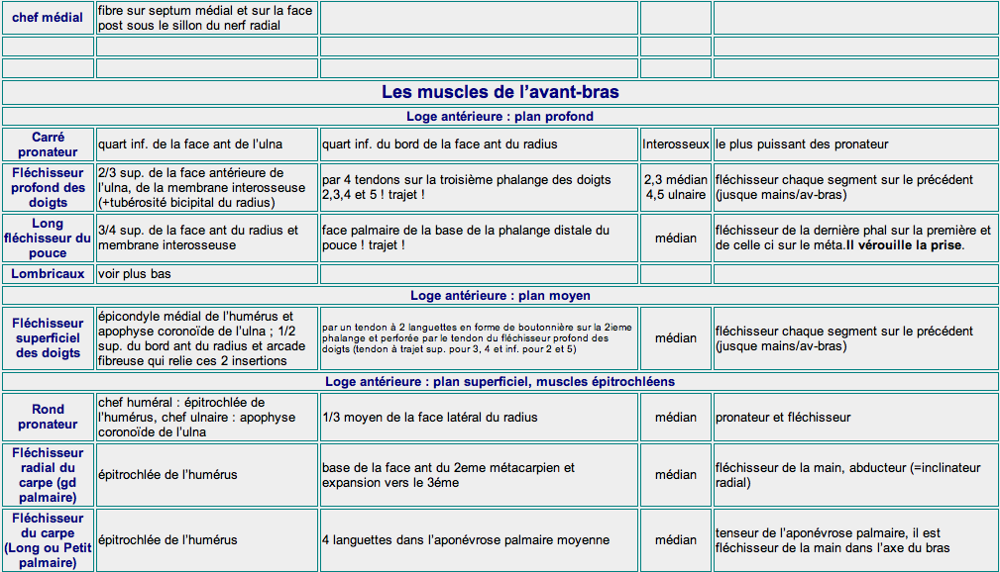 chef médial
fibre sur septum médial et sur la face
post sous le sillon du nerf radial
Les muscles de l'avant-bras
Loge antérieure : plan profond
Carré
pronateur
quart inf. de la face ant de l'ulna
quart inf. du bord de la face ant du radius
Interosseux
le plus puissant des pronateur
Fléchisseur
profond des
doigts
2/3 sup. de la face antérieure de
l'ulna, de la membrane interosseuse
(+tubérosité bicipital du radius)
par 4 tendons sur la troisième phalange des doigts
2,3,4 et 5 ! trajet !
2,3 médian
4,5 ulnaire
fléchisseur chaque segment sur le précédent
(jusque mains/av-bras)
Long
fléchisseur du
pouce
3/4 sup. de la face ant du radius et
membrane interosseuse
face palmaire de la base de la phalange distale du
pouce ! trajet !
médian
fléchisseur de la dernière phal sur la première et
de celle ci sur le méta.Il vérouille la prise.
Lombricaux
voir plus bas
Loge antérieure : plan moyen
Fléchisseur
superficiel
des doigts
épicondyle médial de l'humérus et
apophyse coronoïde de l'ulna ; 1/2
sup. du bord ant du radius et arcade
fibreuse qui relie ces 2 insertions
par un tendon à 2 languettes en forme de boutonnière sur la 2ieme
phalange et perforée par le tendon du fléchisseur profond des
doigts (tendon à trajet sup. pour 3, 4 et inf. pour 2 et 5)
médian
fléchisseur chaque segment sur le précédent
(jusque mains/av-bras)
Loge antérieure : plan superficiel, muscles épitrochléens
Rond
pronateur
chef huméral : épitrochlée de
l'humérus, chef ulnaire : apophyse
coronoïde de l'ulna
1/3 moyen de la face latéral du radius
médian
pronateur et fléchisseur
Fléchisseur
radial du
carpe (gd
palmaire)
épitrochlée de l'humérus
base de la face ant du 2eme métacarpien et
expansion vers le 3éme
médian
fléchisseur de la main, abducteur (=inclinateur
radial)
Fléchisseur
du carpe
(Long ou Petit
palmaire)
épitrochlée de l'humérus
4 languettes dans l'aponévrose palmaire moyenne
médian
tenseur de l'aponévrose palmaire, il est
fléchisseur de la main dans l'axe du bras